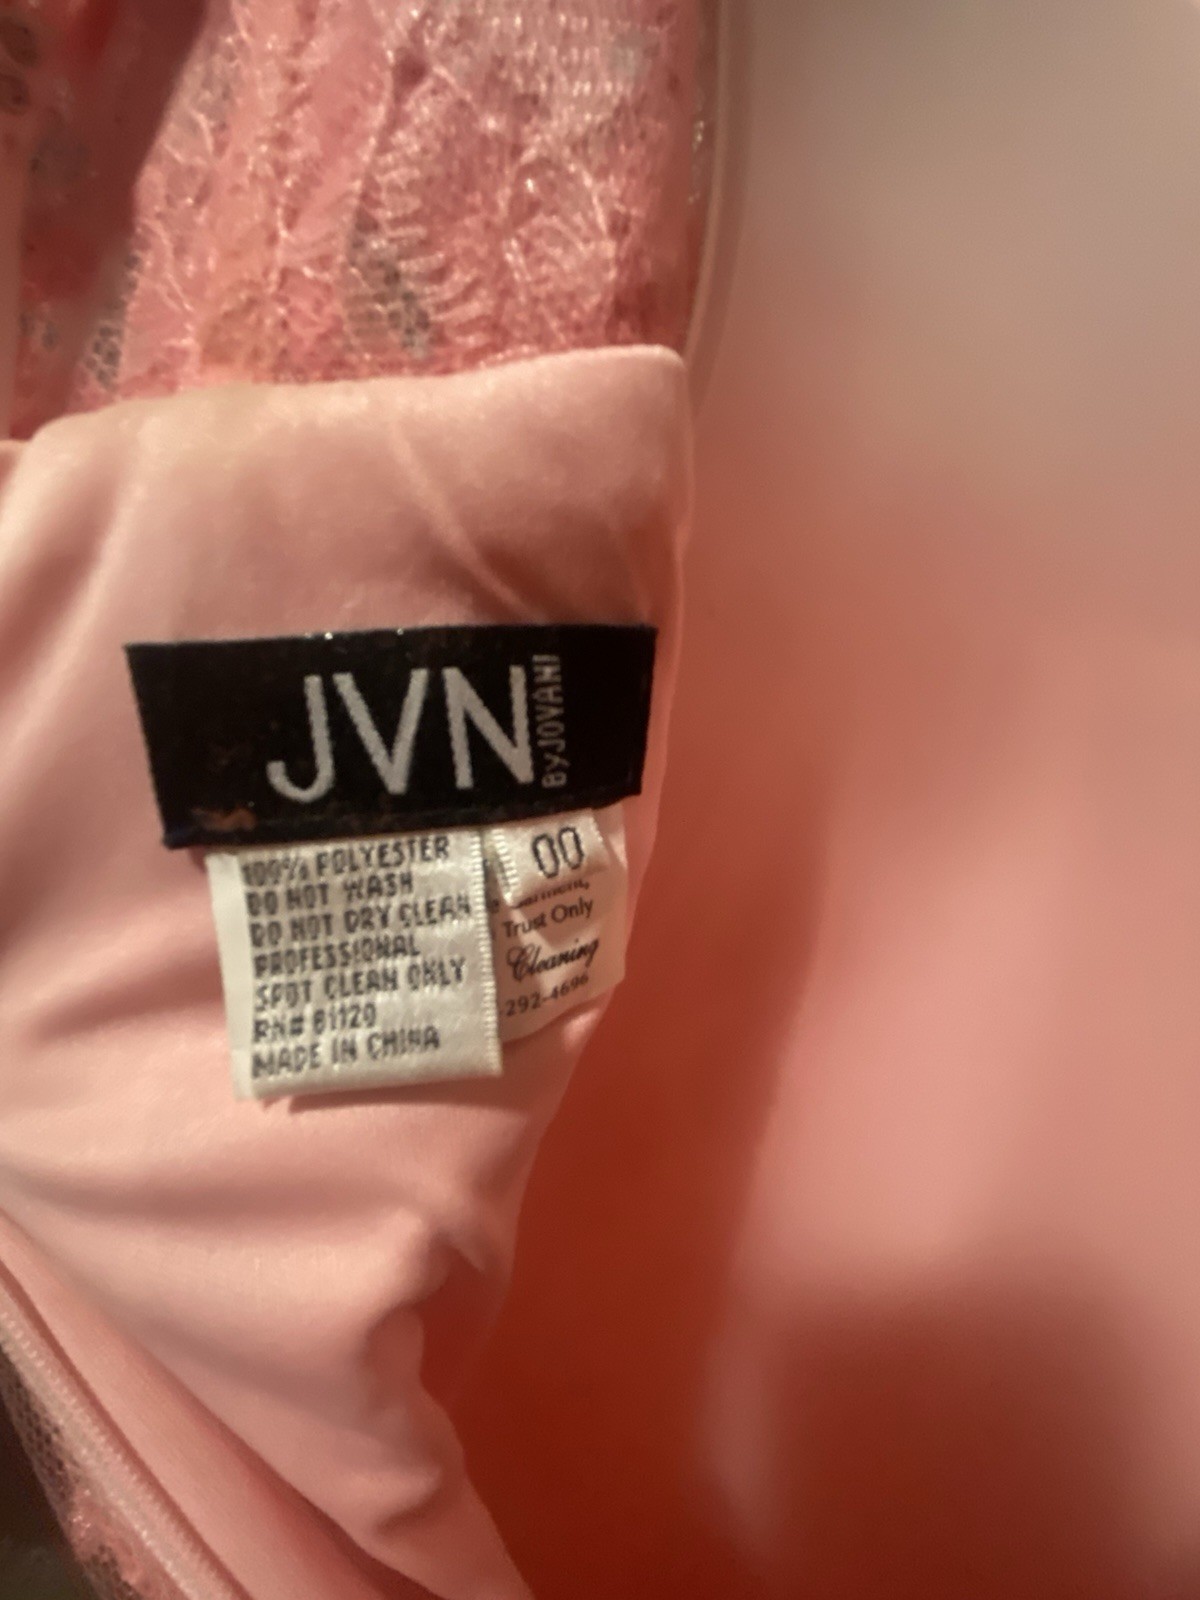 JVN
BY JOVANI
100% POLYESTER
DO NOT WASH
DO NOT DRY CLEAN
PROFESSIONAL
SPOT CLEAN ONLY
RN# 81120
MADE IN CHINA
00
Trust Only
Cleaning
292-4696